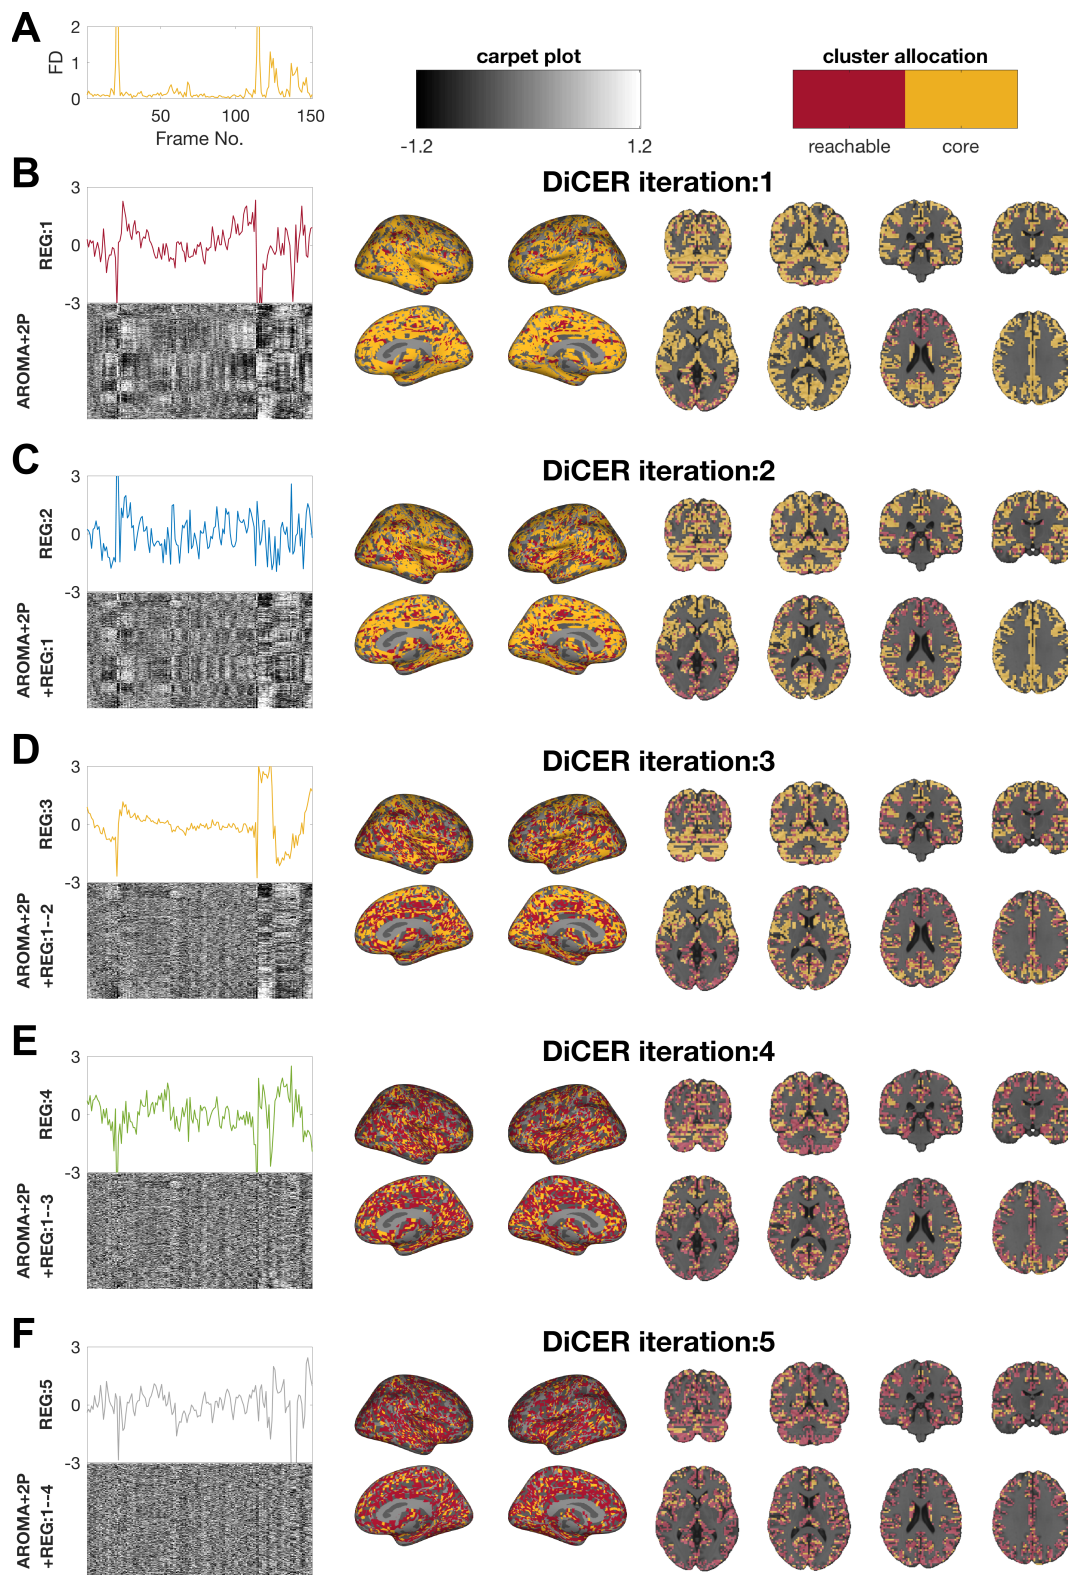 A
2
1
0
FD
50
100
150
Frame No.
carpet plot
-1.2
1.2
cluster allocation
reachable
core
B
DiCER iteration:1
3
0
-3
REG:1
AROMA+2P
C
DiCER iteration:2
3
0
-3
REG:2
AROMA+2P
+REG:1
D
DiCER iteration:3
3
0
-3
REG:3
AROMA+2P
+REG:1--2
E
DiCER iteration:4
3
0
-3
REG:4
AROMA+2P
+REG:1--3
F
DiCER iteration:5
3
0
-3
REG:5
AROMA+2P
+REG:1--4